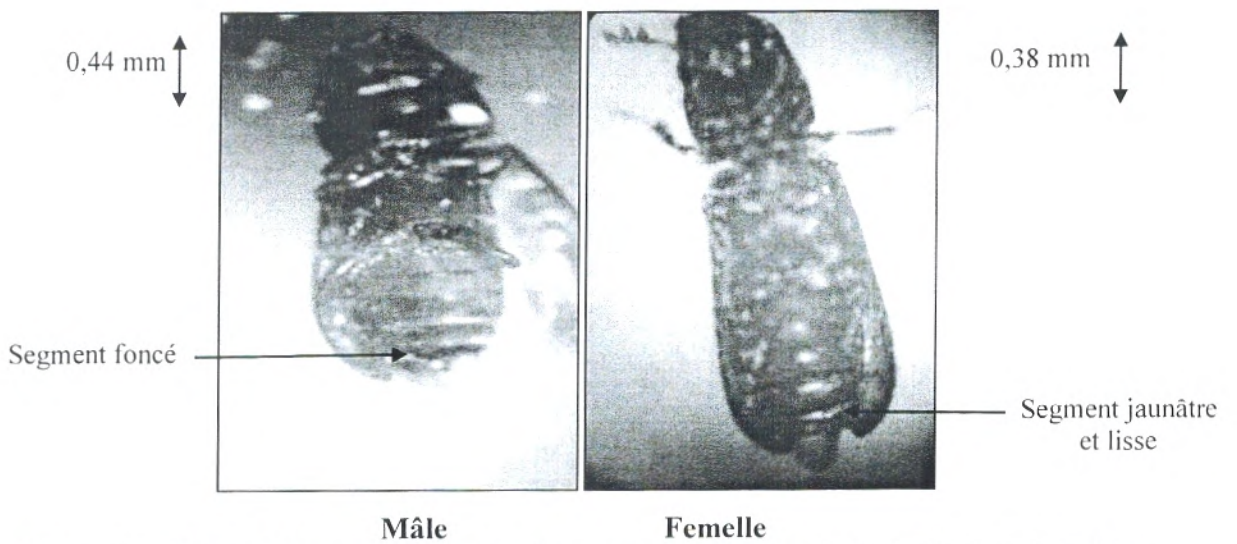 0,44 mm
0,38 mm
Segment foncé
Segment jaunâtre
et lisse
Mâle
Femelle